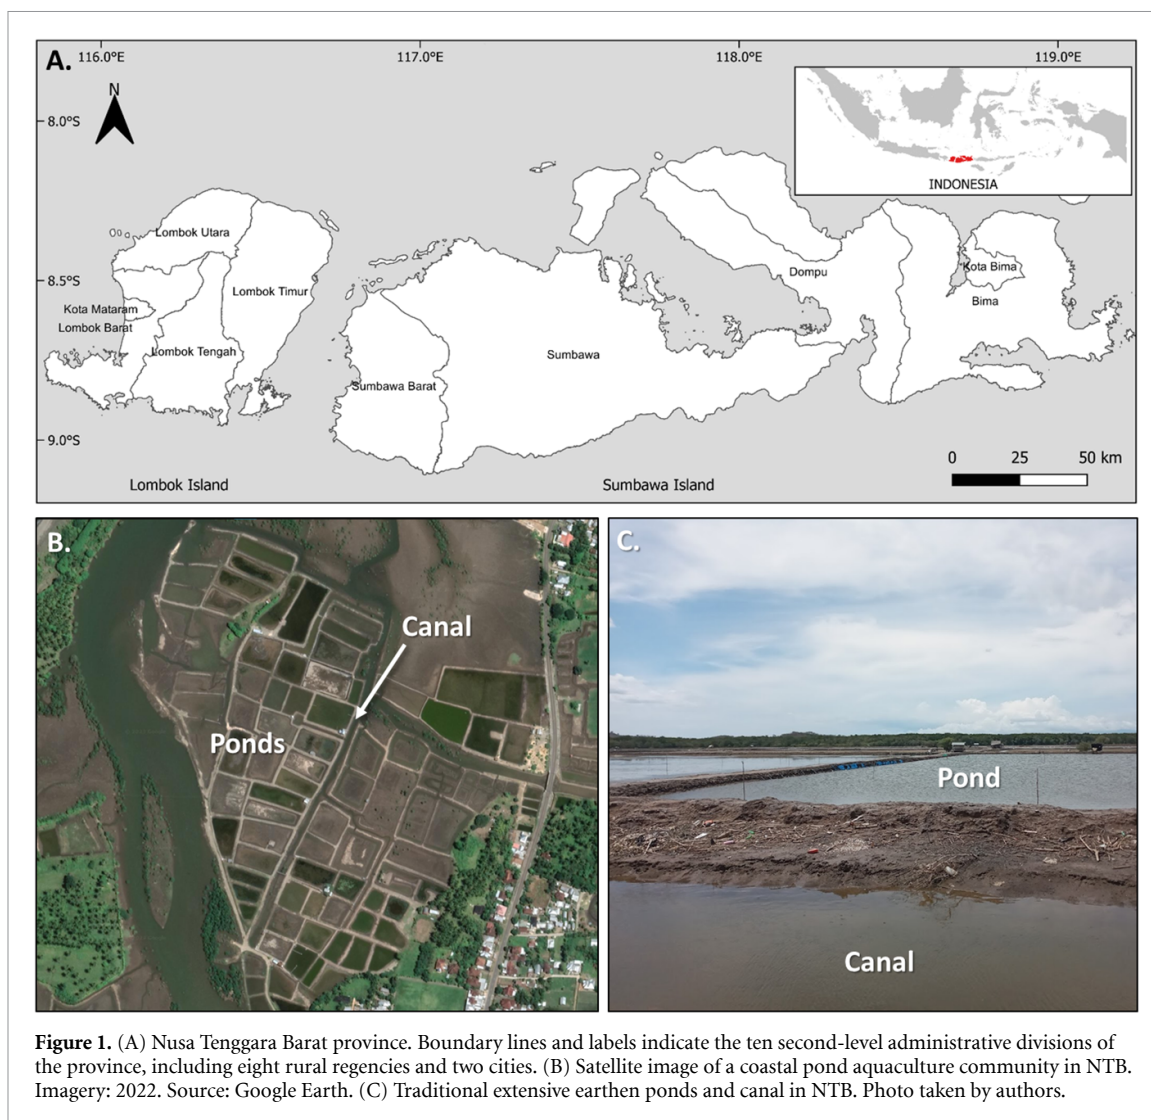 A.
116.0°E 117.0°E 118.0°E 119.0°E
N
8.0°S
INDONESIA
Lombok Utara
Dompu
Kota Bima
8.5°S
Lombok Timur
Bima
Kota Mataram
Lombok Barat
Lombok Tengah
Sumbawa
Sumbawa Barat
9.0°S
0 25 50 km
Lombok Island
Sumbawa Island
B.
Canal
Ponds
C.
Pond
Canal
Figure 1. (A) Nusa Tenggara Barat province. Boundary lines and labels indicate the ten second-level administrative divisions of
the province, including eight rural regencies and two cities. (B) Satellite image of a coastal pond aquaculture community in NTB.
Imagery: 2022. Source: Google Earth. (C) Traditional extensive earthen ponds and canal in NTB. Photo taken by authors.